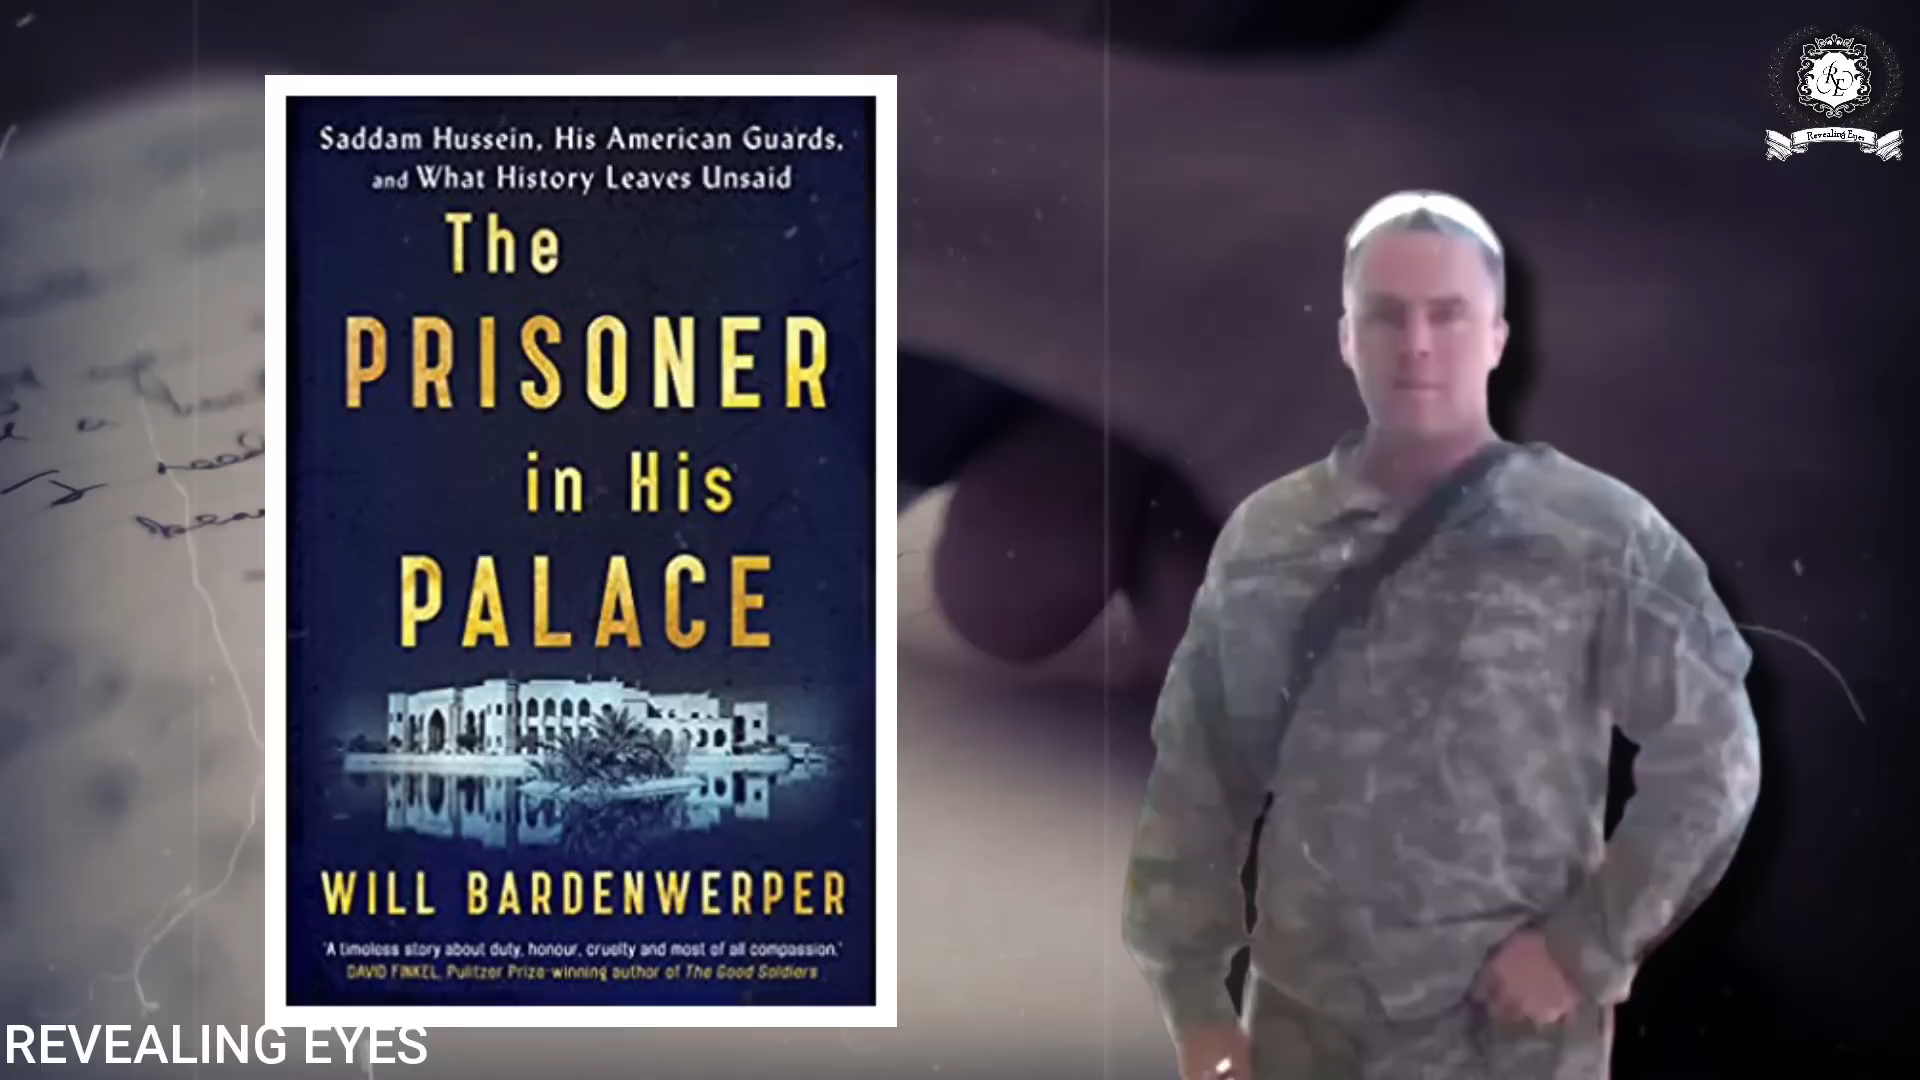 Saddam Hussein, His American Guards,
and What History Leaves Unsaid
The
PRISONER
in His
PALACE
WILL BARDENWERPER
'A timeless story about duty, honour, cruelty and most of all compassion.'
DAVID FINKEL, Pulitzer Prize-winning author of The Good Soldiers
RE
Revealing Eyes
REVEALING EYES